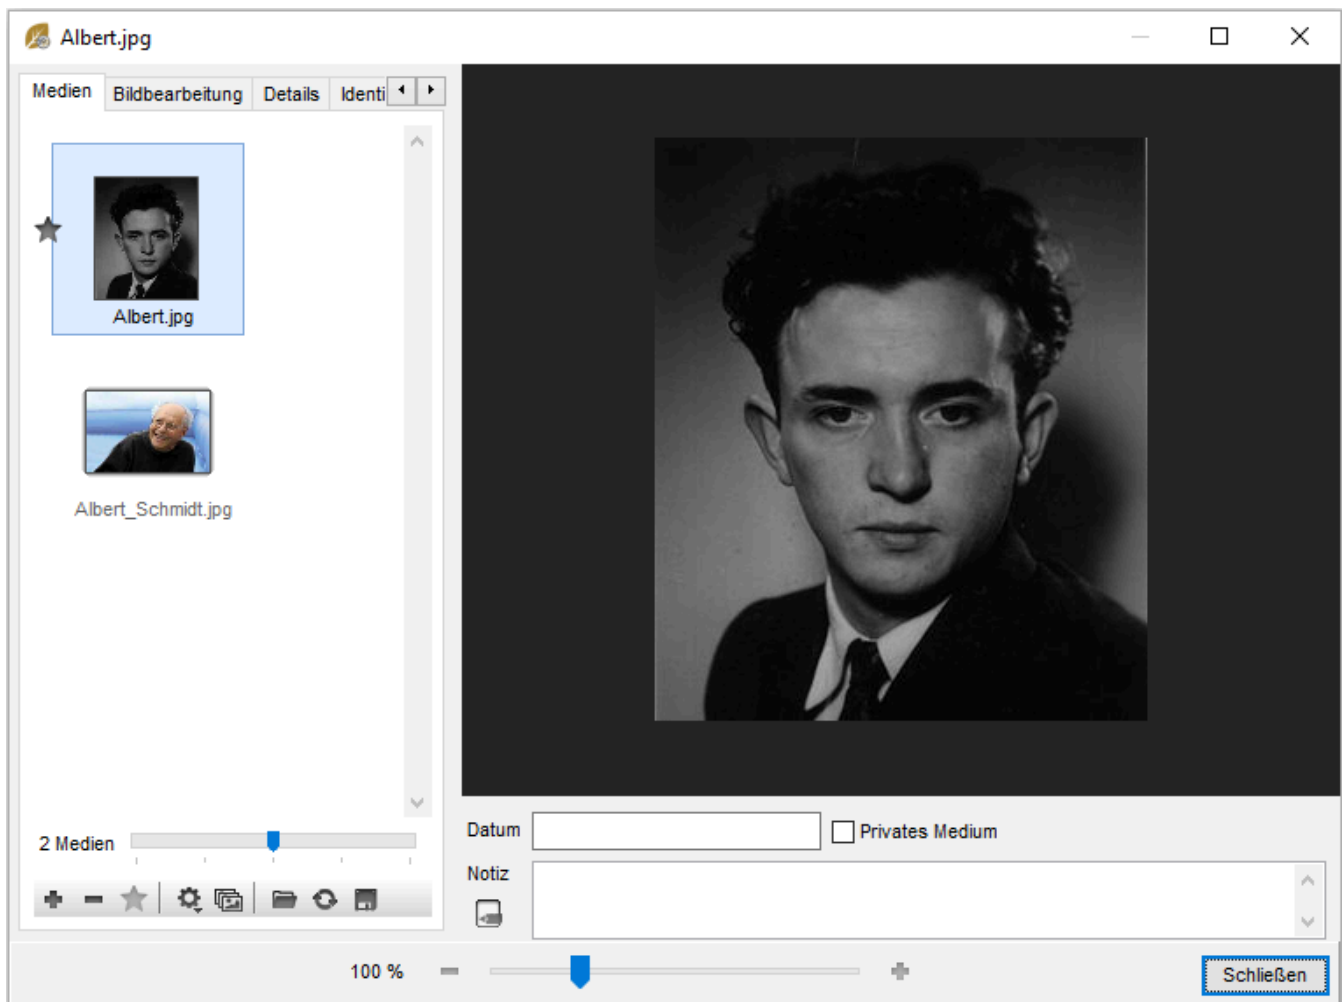 Albert.jpg
Medien Bildbearbeitung Details Identi
Albert.jpg
Albert_Schmidt.jpg
2 Medien
Datum Privates Medium
Notiz
100 %
Schließen